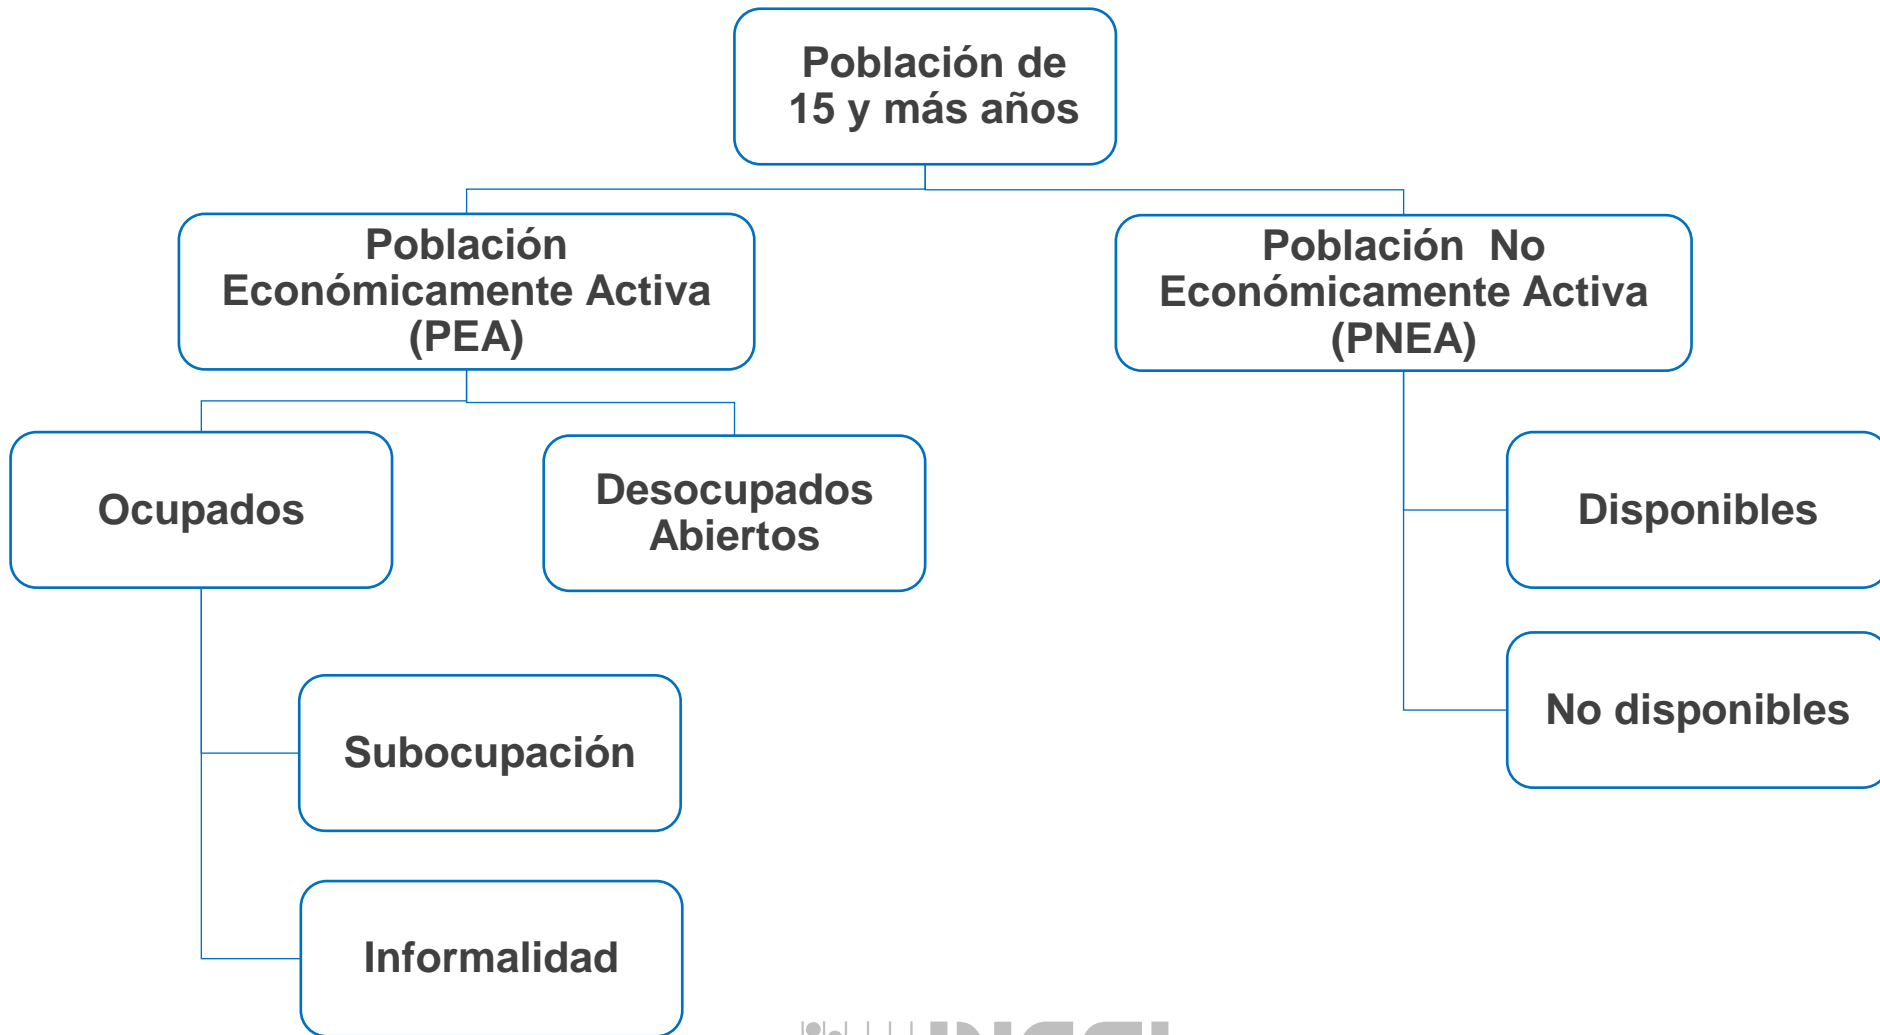 Población de
15 y más años
Población
Económicamente Activa
(PEA)
Población No
Económicamente Activa
(PNEA)
Ocupados
Desocupados
Abiertos
Disponibles
No disponibles
Subocupación
Informalidad